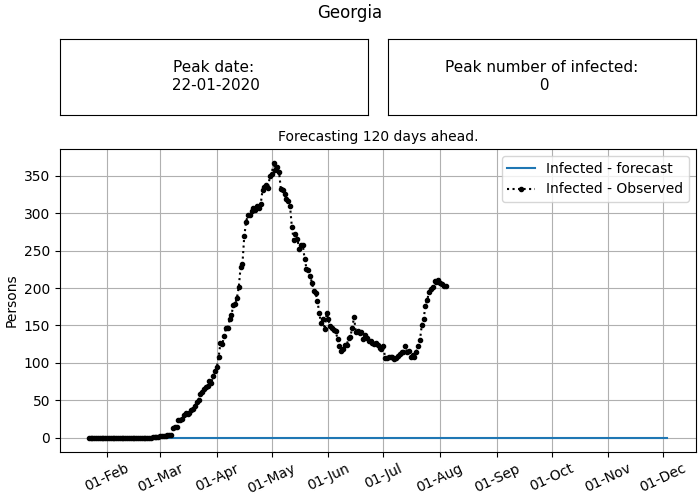 Georgia
Peak date:
22-01-2020
Peak number of infected:
0
Forecasting 120 days ahead.
Infected - forecast
Infected - Observed
Persons
350
300
250
200
150
100
50
0
01-Feb
01-Mar
01-Apr
01-May
01-Jun
01-Jul
01-Aug
01-Sep
01-Oct
01-Nov
01-Dec